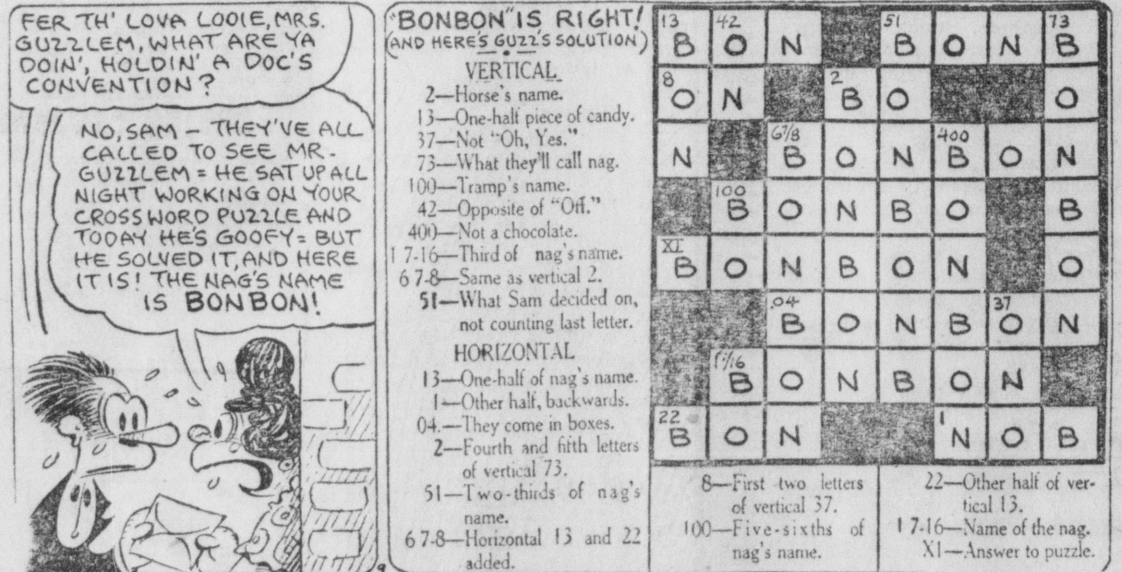 FER TH' LOVA LOOIE, MRS.
GUZZLEM, WHAT ARE YA
DOIN', HOLDIN' A DOC'S
CONVENTION?
NO, SAM – THEY'VE ALL
CALLED TO SEE MR.
GUZZLEM = HE SAT UP ALL
NIGHT WORKING ON YOUR
CROSSWORD PUZZLE AND
TODAY HE'S GOOFY = BUT
HE SOLVED IT, AND HERE
IT IS! THE NAG'S NAME
IS BONBON!
"BONBON" IS RIGHT!
(AND HERE'S GUZZ'S SOLUTION)
VERTICAL
2—Horse's name.
13—One-half piece of candy.
37—Not "Oh, Yes."
73—What they'll call nag.
100—Tramp's name.
42—Opposite of "Off."
400—Not a chocolate.
1 7-16—Third of nag's name.
6 7-8—Same as vertical 2.
51—What Sam decided on,
not counting last letter.
HORIZONTAL
13—One-half of nag's name.
1—Other half, backwards.
04.—They come in boxes.
2—Fourth and fifth letters
of vertical 73.
51—Two-thirds of nag's
name.
6 7-8—Horizontal 13 and 22
added.
13 B 42 O N 51 B O N 73 B
8 O N 2 B O O
N 6 7/8 B O N 400 B O N
100 B O N B O B
XI B O N B O N O
.04 B O N B 37 O N
1 7/16 B O N B O N
22 B O N 1 N O B
8—First two letters
of vertical 37.
100—Five-sixths of
nag's name.
22—Other half of ver-
tical 13.
1 7-16—Name of the nag.
XI—Answer to puzzle.
9